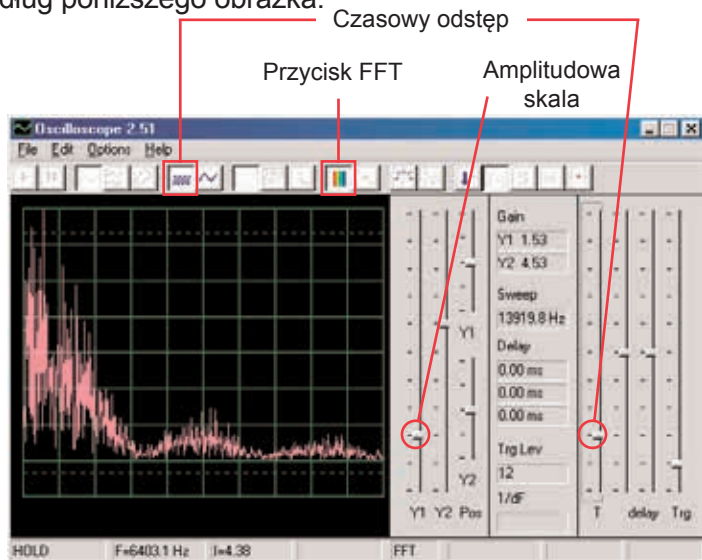 dług poniższego obrazka:
Czasowy odstęp
Przycisk FFT
Amplitudowa
skala
Oscilloscope 2.51
File Edit Options Help
Gain
Y1 1.53
Y2 4.53
Sweep
13919.8 Hz
Y1
Delay
0.00 ms
0.00 ms
0.00 ms
Trg Lev
12
Y2
1/dF
Y1 Y2 Pos
T delay Trg
HOLD F=6403.1 Hz I=4.38 FFT